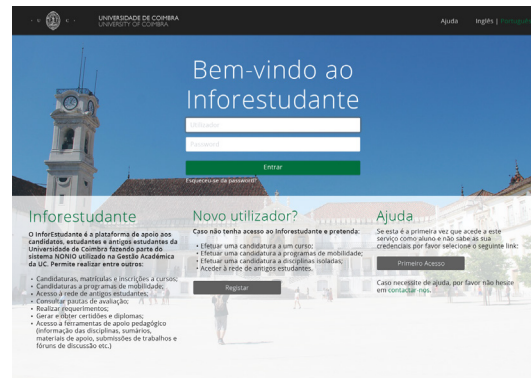 UNIVERSIDADE DE COIMBRA
UNIVERSITY OF COIMBRA
Ajuda
Inglês | Português
Bem-vindo ao
Inforestudante
Utilizador
Password
Entrar
Esqueceu-se da password?
Inforestudante
O InforEstudante é a plataforma de apoio aos
candidatos, estudantes e antigos estudantes da
Universidade de Coimbra fazendo parte do
sistema NONIO utilizado na Gestão Académica
da UC. Permite realizar entre outros:
• Candidaturas, matrículas e inscrições a cursos;
• Candidaturas a programas de mobilidade;
• Acesso à rede de antigos estudantes;
• Consultar pautas de avaliação;
• Realizar requerimentos;
• Gerar e obter certidões e diplomas;
• Acesso a ferramentas de apoio pedagógico
(informação das disciplinas, sumários,
materiais de apoio, submissões de trabalhos e
fóruns de discussão etc.)
Novo utilizador?
Caso não tenha acesso ao Inforestudante e pretenda:
• Efetuar uma candidatura a um curso;
• Efetuar uma candidatura a programas de mobilidade;
• Efetuar uma candidatura a disciplinas isoladas;
• Aceder à rede de antigos estudantes.
Registar
Ajuda
Se esta é a primeira vez que acede a este
serviço como aluno e não sabe as sua
credenciais por favor selecione o seguinte link:
Primeiro Acesso
Caso necessite de ajuda, por favor não hesite
em contactar-nos.